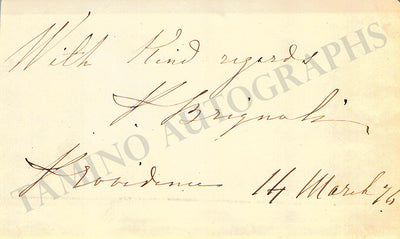 With Kind regards
P. Brignoli
Providence 14 March 76
TAMINO AUTOGRAPHS